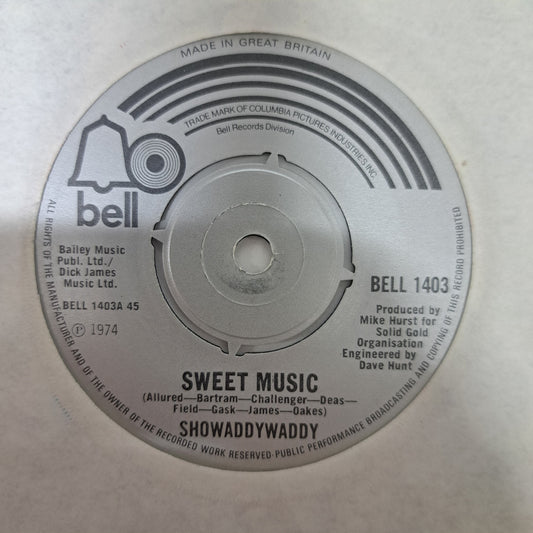 MADE IN GREAT BRITAIN
TRADE MARK OF COLUMBIA PICTURES INDUSTRIES INC.
Bell Records Division
bell
Bailey Music
Publ. Ltd./
Dick James
Music Ltd.
BELL 1403A 45
Ⓟ 1974
BELL 1403
Produced by
Mike Hurst for
Solid Gold
Organisation
Engineered by
Dave Hunt
SWEET MUSIC
(Allured—Bartram—Challenger—Deas—
Field—Gask—James—Oakes)
SHOWADDYWADDY
ALL RIGHTS OF THE MANUFACTURER AND OF THE OWNER OF THE RECORDED WORK RESERVED·PUBLIC PERFORMANCE BROADCASTING AND COPYING OF THIS RECORD PROHIBITED